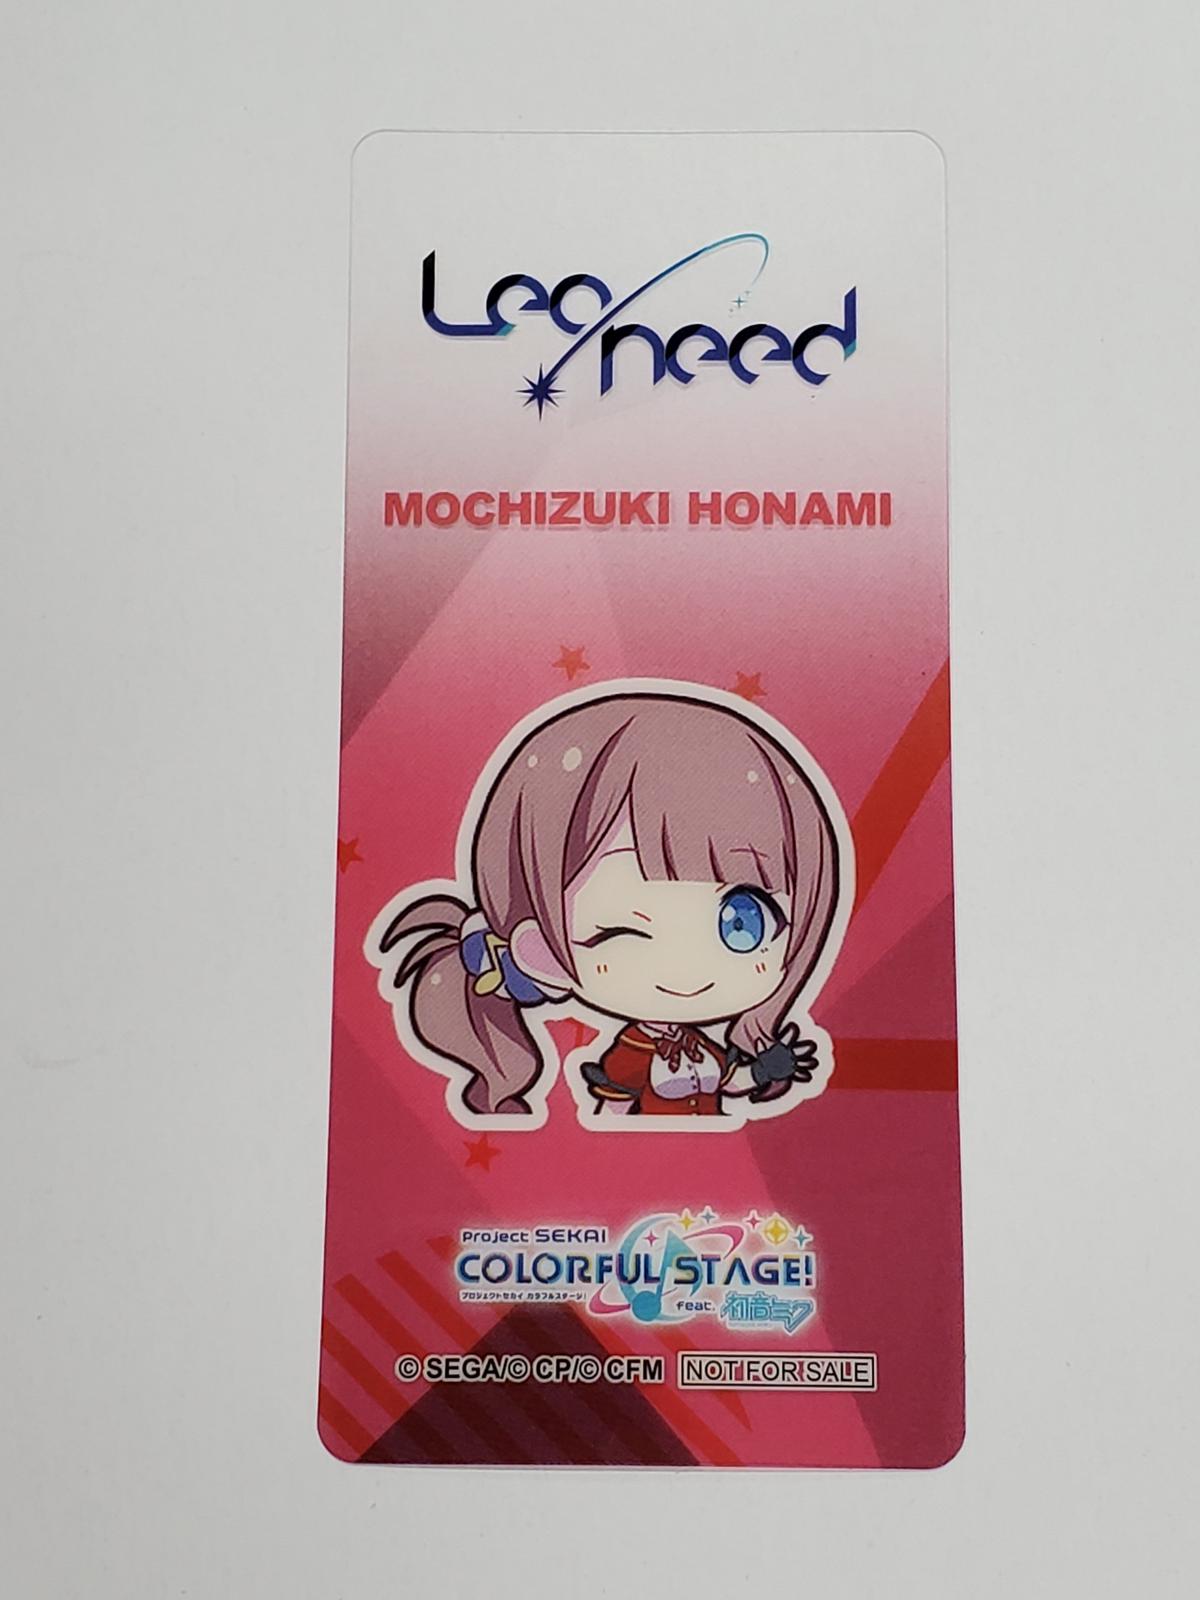 Leo/need
MOCHIZUKI HONAMI
Project SEKAI
COLORFUL STAGE!
プロジェクトセカイ カラフルステージ!
feat. 初音ミク
© SEGA/© CP/© CFM NOT FOR SALE